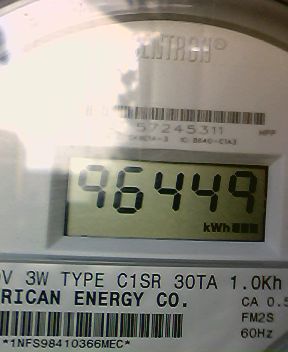 57245311
96449
kWh
V 3W TYPE C1SR 30TA 1.0Kh
RICAN ENERGY CO.
CA 0.5
FM2S
60Hz
*1NFS98410366MEC*